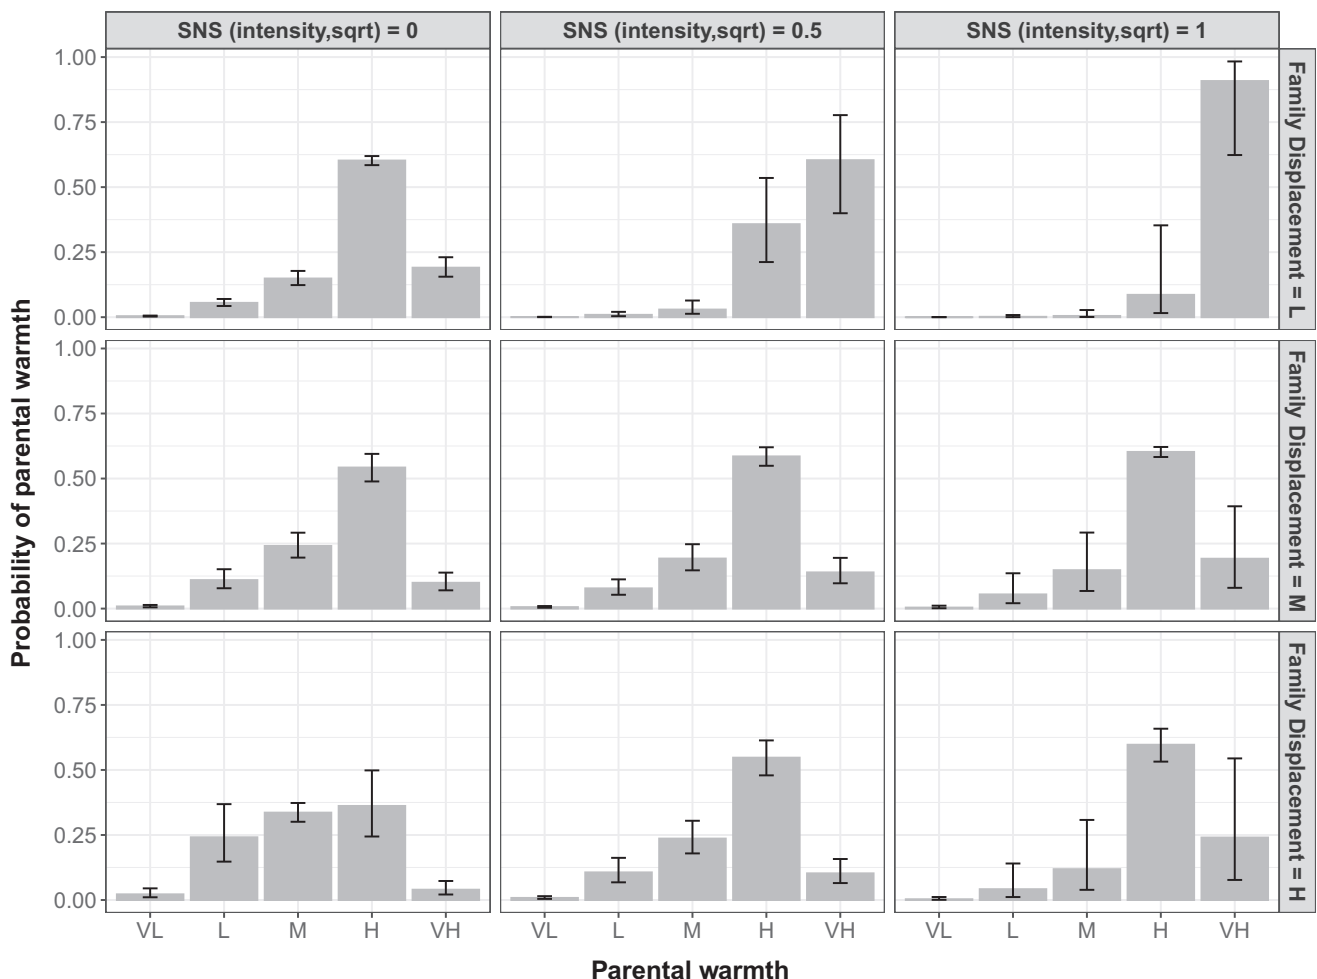 SNS (intensity,sqrt) = 0
SNS (intensity,sqrt) = 0.5
SNS (intensity,sqrt) = 1
Probability of parental warmth
1.00
0.75
0.50
0.25
0.00
Family Displacement = L
1.00
0.75
0.50
0.25
0.00
Family Displacement = M
1.00
0.75
0.50
0.25
0.00
Family Displacement = H
VL L M H VH
VL L M H VH
VL L M H VH
Parental warmth